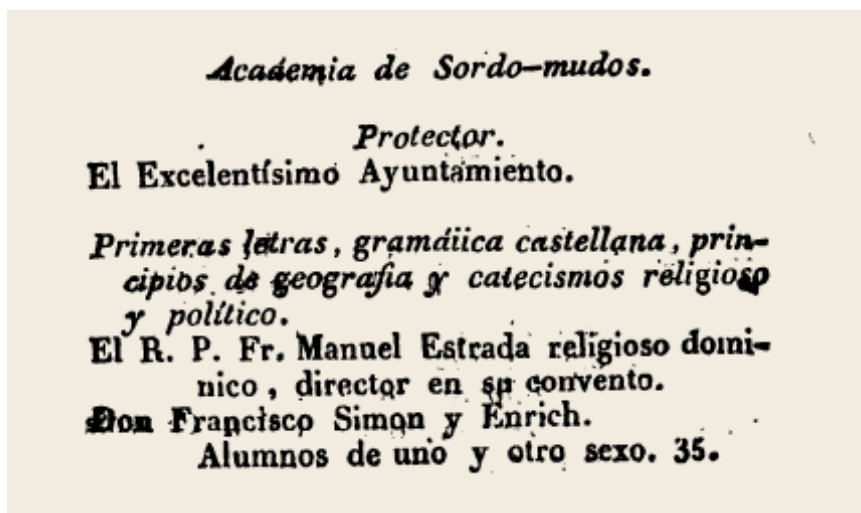 Academia de Sordo-mudos.
Protector.
El Excelentísimo Ayuntamiento.
Primeras letras, gramática castellana, prin-
cipios de geografia y catecismos religioso
y político.
El R. P. Fr. Manuel Estrada religioso domi-
nico, director en su convento.
Don Francisco Simon y Enrich.
Alumnos de uno y otro sexo. 35.